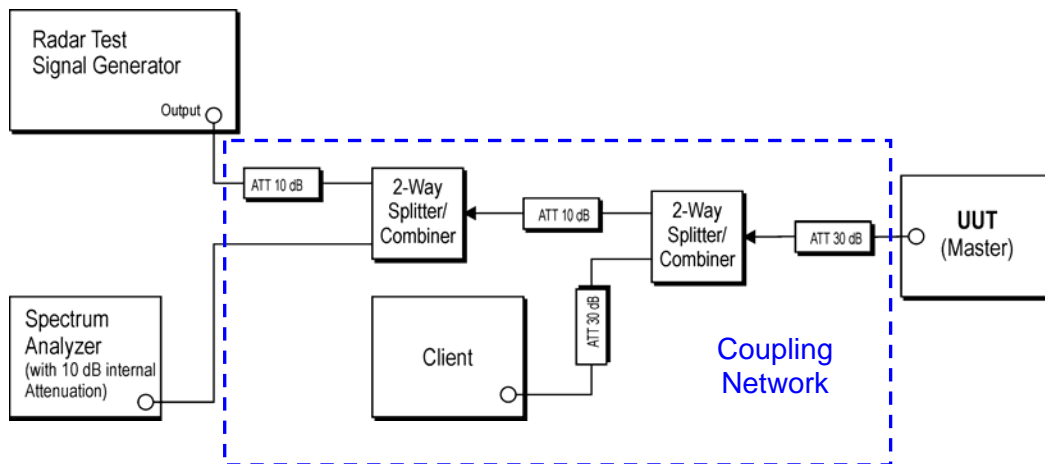 Radar Test
Signal Generator
Output
ATT 10 dB
2-Way
Splitter/
Combiner
ATT 10 dB
2-Way
Splitter/
Combiner
ATT 30 dB
UUT
(Master)
Spectrum
Analyzer
(with 10 dB internal
Attenuation)
Client
ATT 30 dB
Coupling
Network